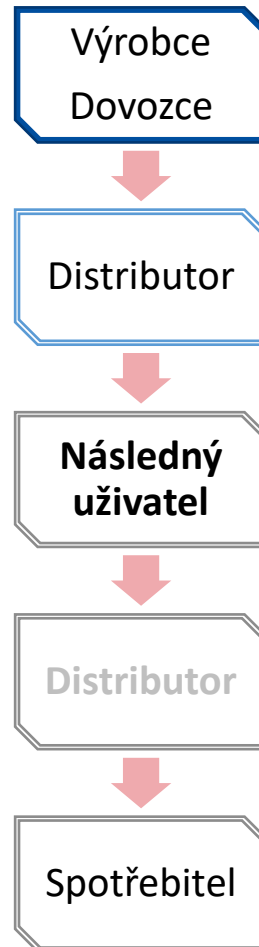 Výrobce
Dovozce
Distributor
Následný
uživatel
Distributor
Spotřebitel